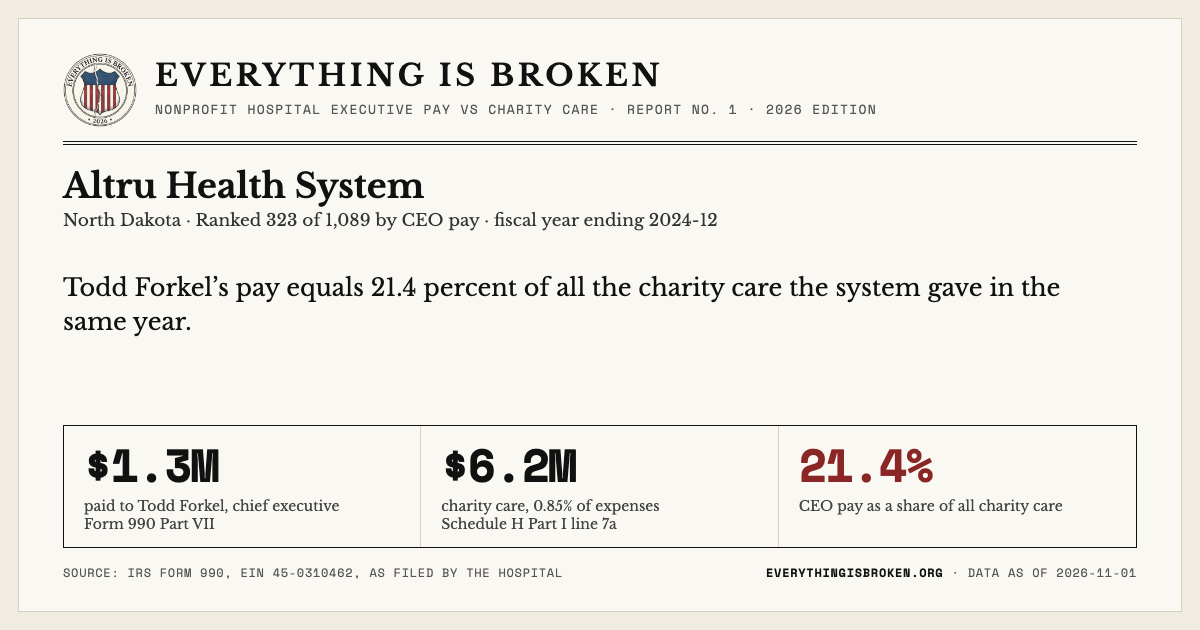 EVERYTHING IS BROKEN
2026
EVERYTHING IS BROKEN
NONPROFIT HOSPITAL EXECUTIVE PAY VS CHARITY CARE · REPORT NO. 1 · 2026 EDITION
Altru Health System
North Dakota · Ranked 323 of 1,089 by CEO pay · fiscal year ending 2024-12
Todd Forkel’s pay equals 21.4 percent of all the charity care the system gave in the
same year.
$1.3M
paid to Todd Forkel, chief executive
Form 990 Part VII
$6.2M
charity care, 0.85% of expenses
Schedule H Part I line 7a
21.4%
CEO pay as a share of all charity care
SOURCE: IRS FORM 990, EIN 45-0310462, AS FILED BY THE HOSPITAL
EVERYTHINGISBROKEN.ORG · DATA AS OF 2026-11-01